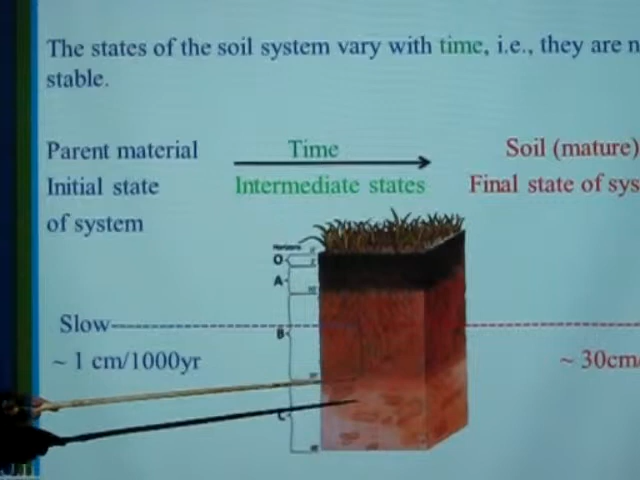 The states of the soil system vary with time, i.e., they are n
stable.
Parent material
Time
Soil (mature)
Initial state
Intermediate states
Final state of sys
of system
Horizons
O
A
Slow
B
~ 1 cm/1000yr
~ 30cm/
C